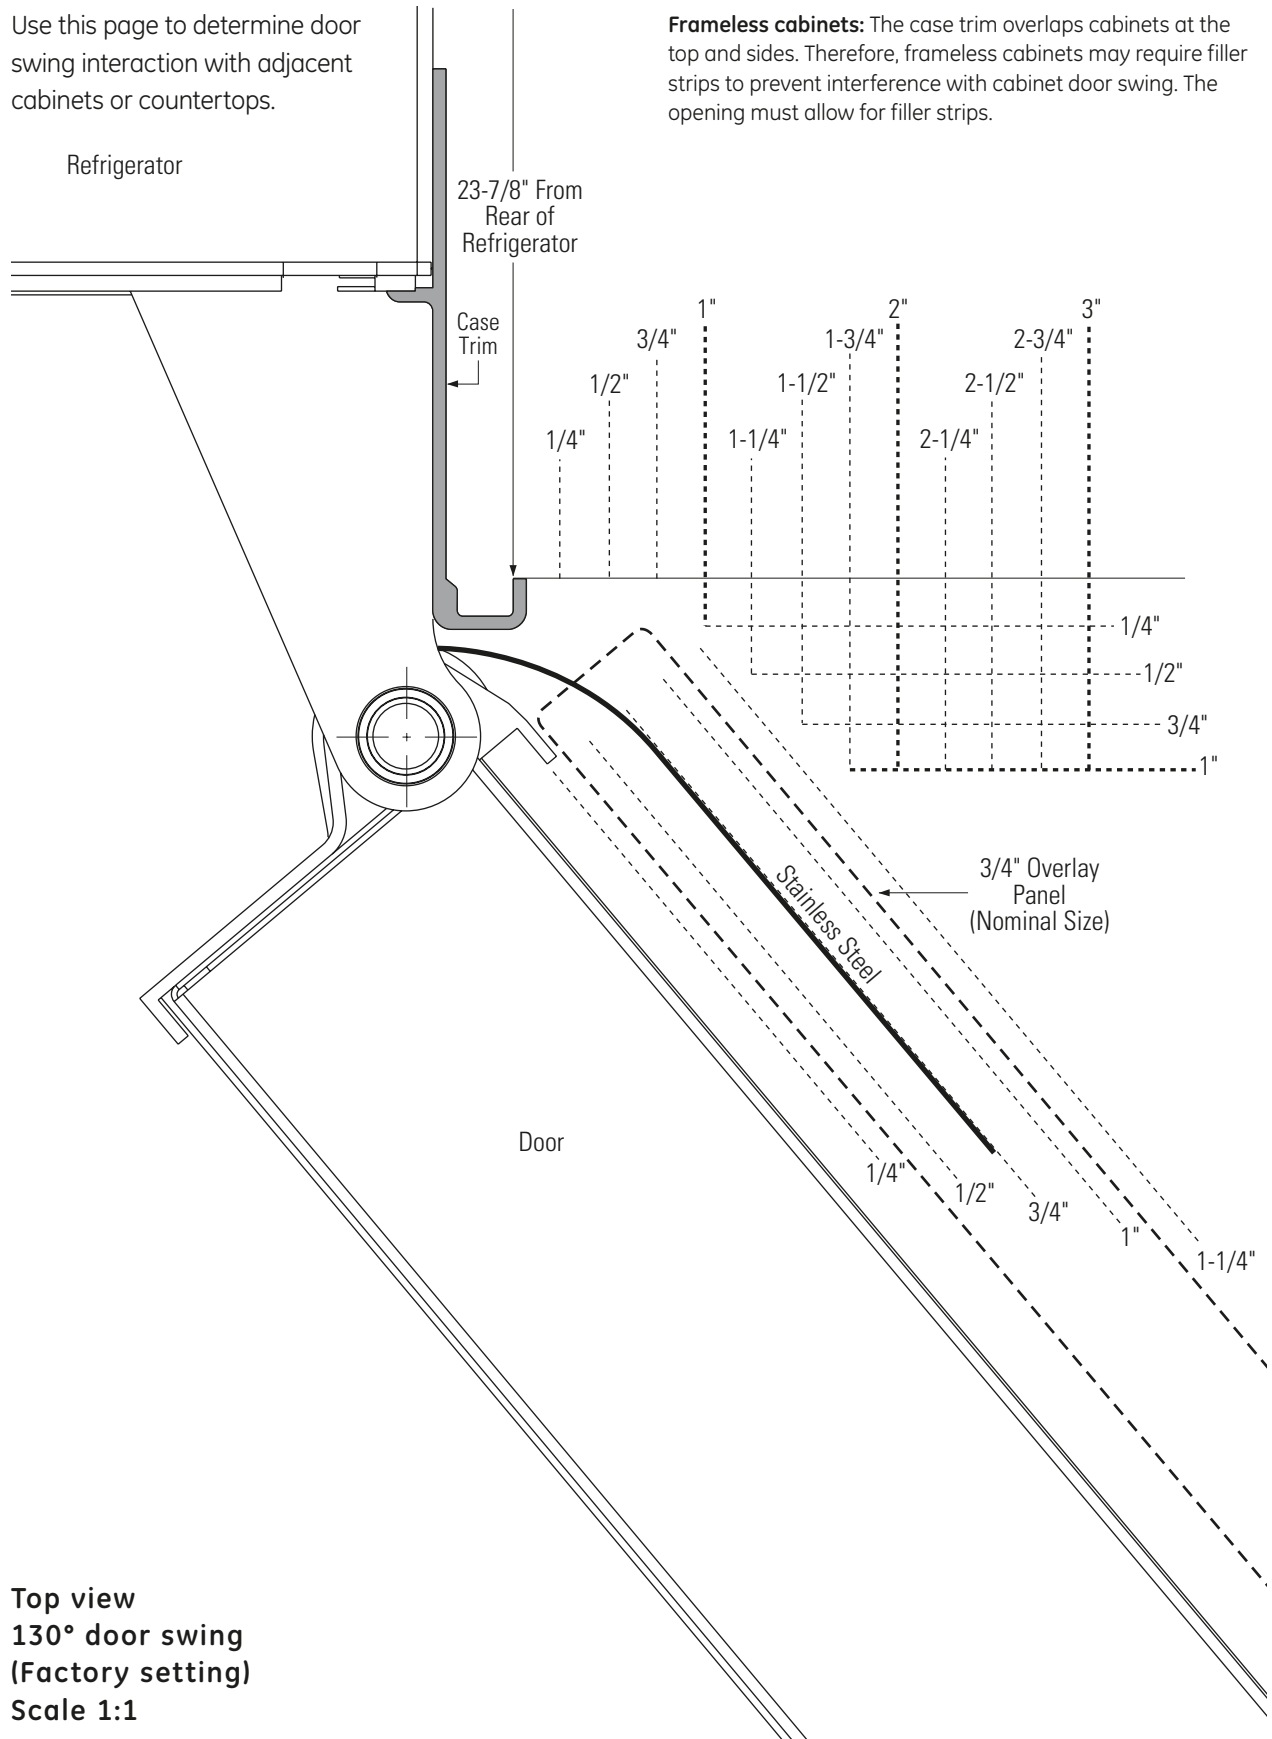 Use this page to determine door
swing interaction with adjacent
cabinets or countertops.
Frameless cabinets: The case trim overlaps cabinets at the
top and sides. Therefore, frameless cabinets may require filler
strips to prevent interference with cabinet door swing. The
opening must allow for filler strips.
Refrigerator
23-7/8" From
Rear of
Refrigerator
Case
Trim
1/4"
1/2"
3/4"
1"
1-1/4"
1-1/2"
1-3/4"
2"
2-1/4"
2-1/2"
2-3/4"
3"
1/4"
1/2"
3/4"
1"
3/4" Overlay
Panel
(Nominal Size)
Stainless Steel
Door
1/4"
1/2"
3/4"
1"
1-1/4"
Top view
130° door swing
(Factory setting)
Scale 1:1